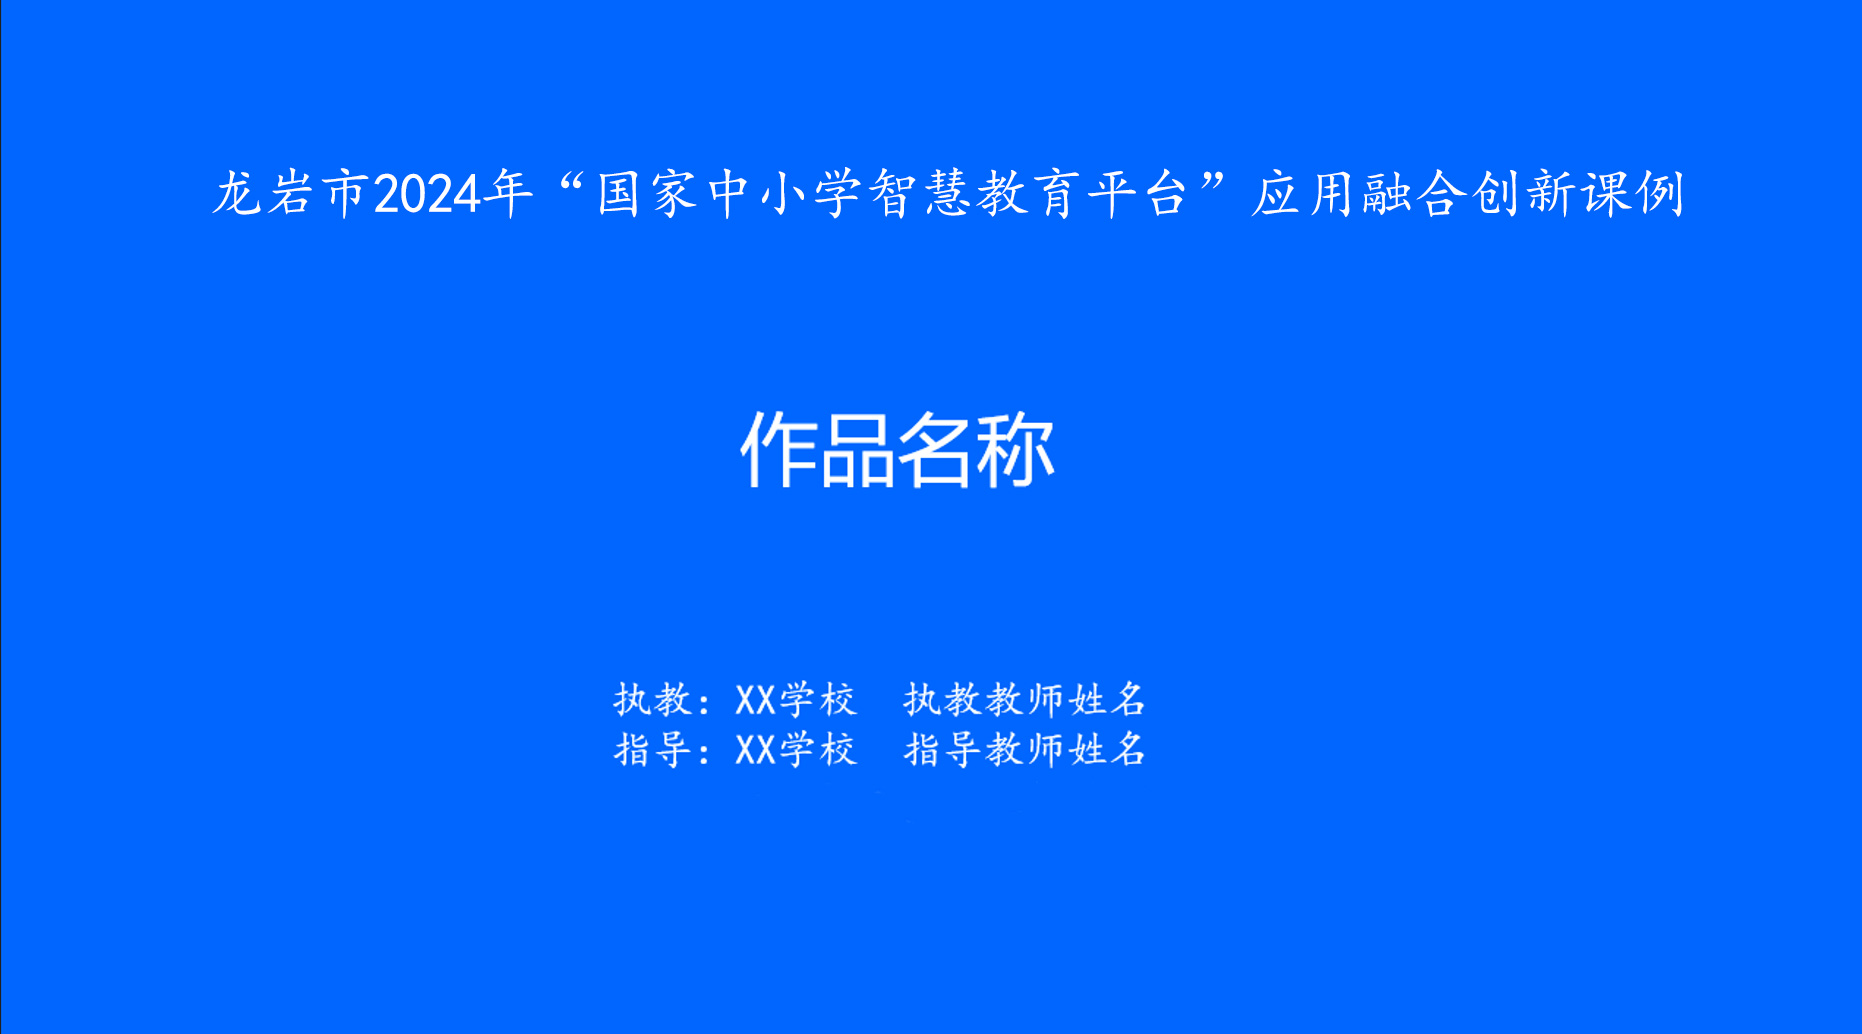 龙岩市2024年“国家中小学智慧教育平台”应用融合创新课例
作品名称
执教：XX学校 执教教师姓名
指导：XX学校 指导教师姓名